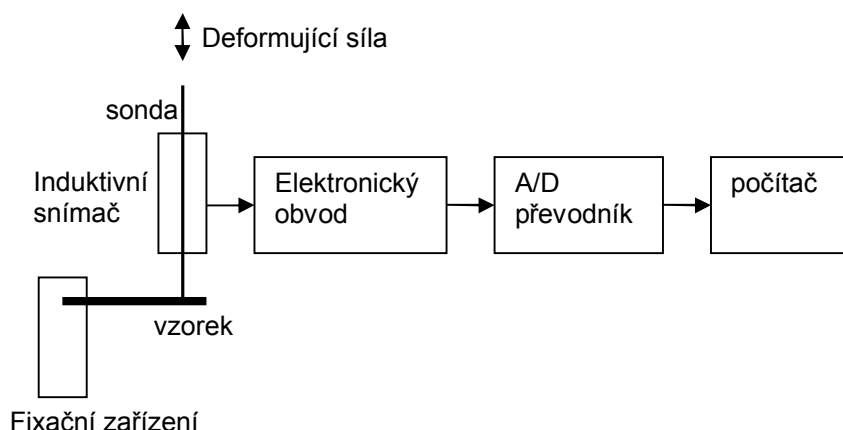 Deformující síla
sonda
Induktivní
snímač
Elektronický
obvod
A/D
převodník
počítač
vzorek
Fixační zařízení